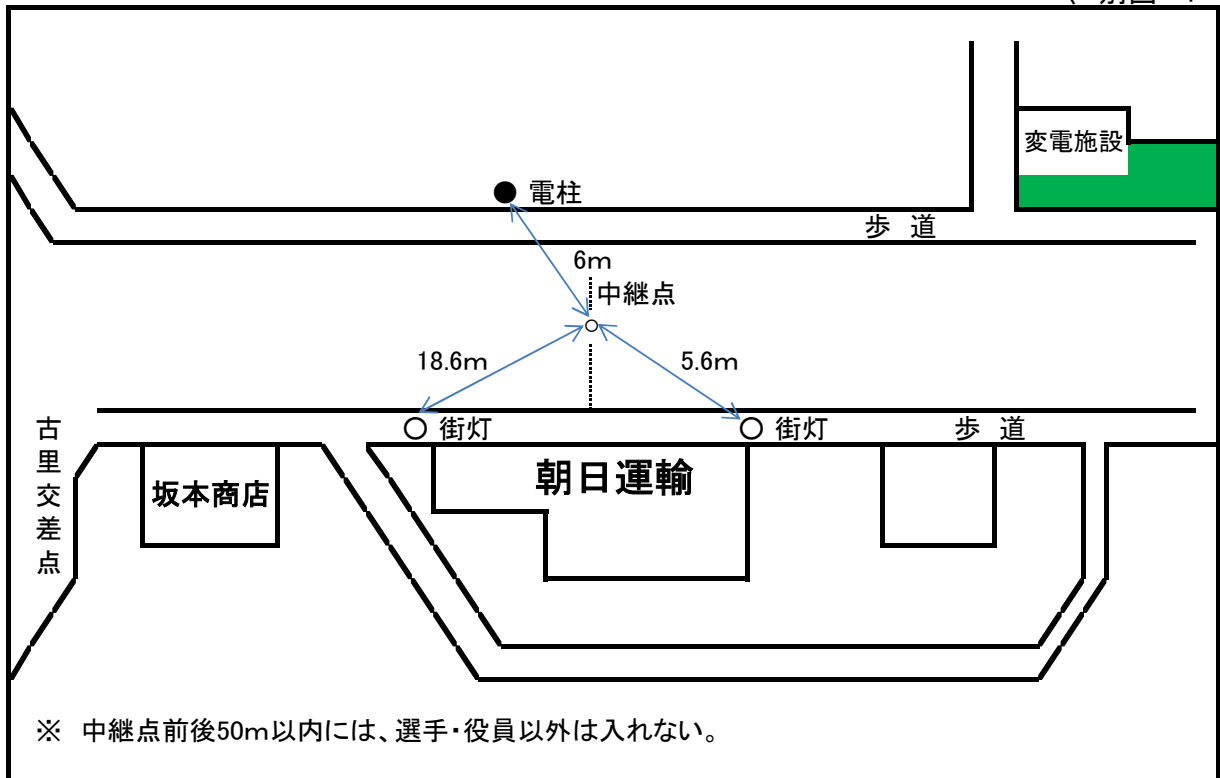 変電施設
電柱
歩 道
6m
中継点
18.6m
5.6m
街灯
街灯
歩 道
古里交差点
坂本商店
朝日運輸
※ 中継点前後50m以内には、選手・役員以外は入れない。